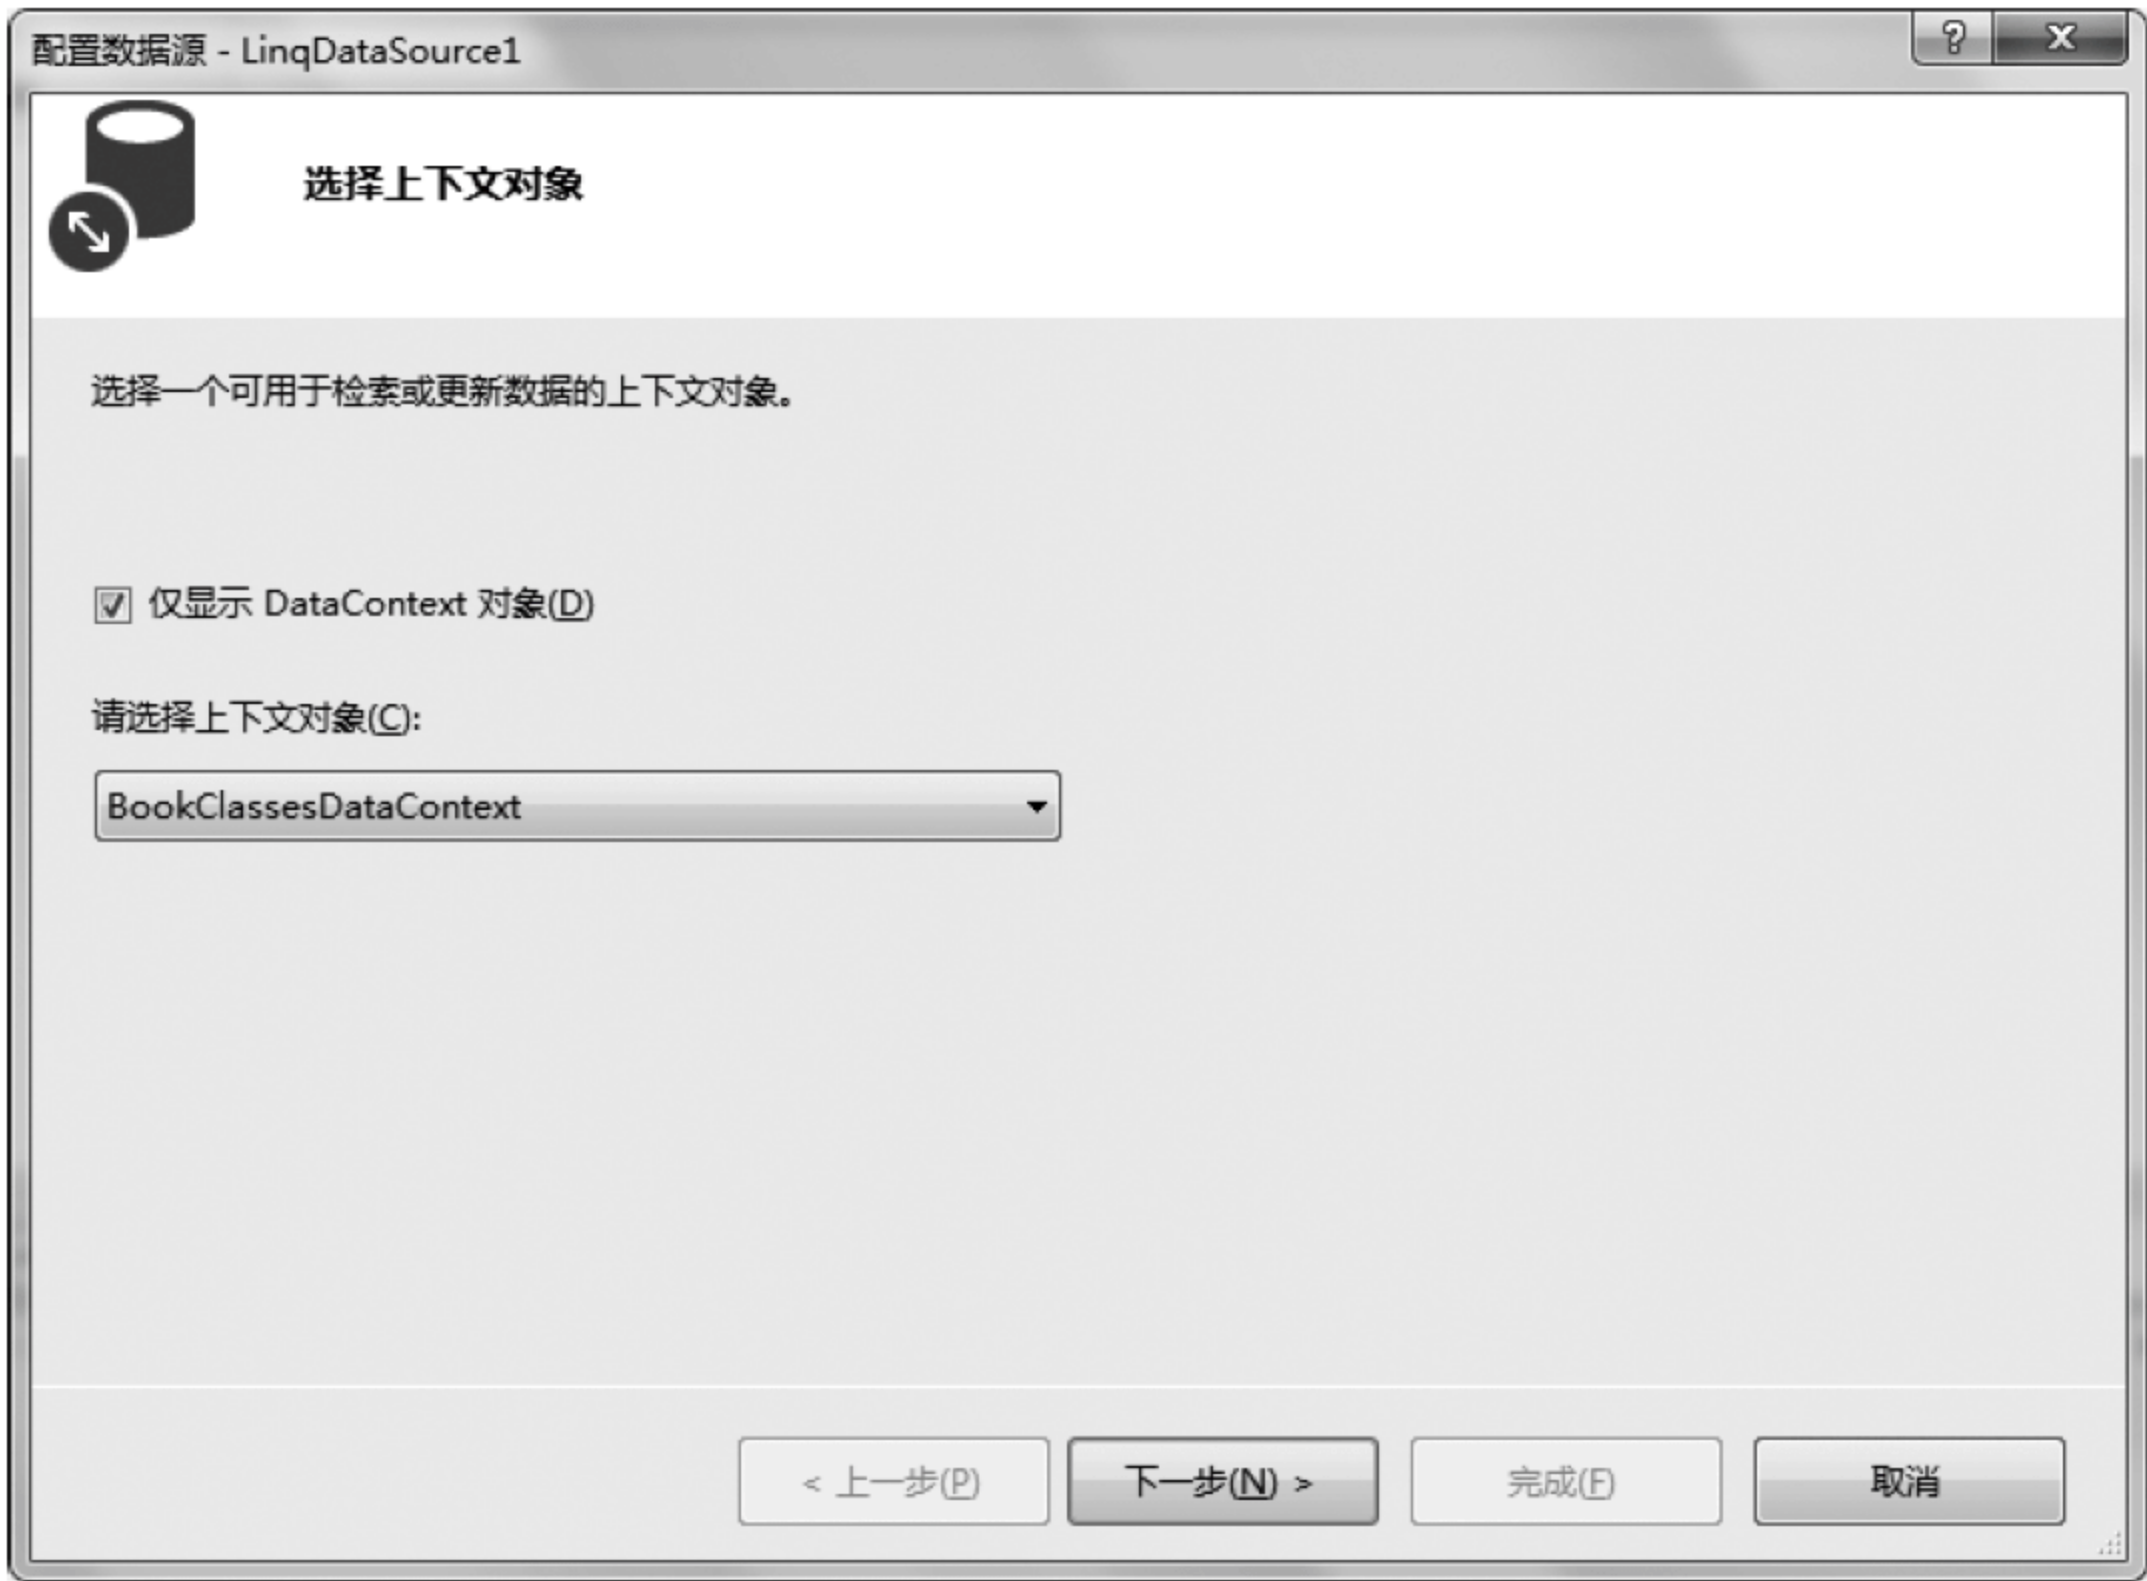 配置数据源 - LinqDataSource1
选择上下文对象
选择一个可用于检索或更新数据的上下文对象。
仅显示 DataContext 对象(D)
请选择上下文对象(C):
BookClassesDataContext
< 上一步(P) 下一步(N) > 完成(F) 取消